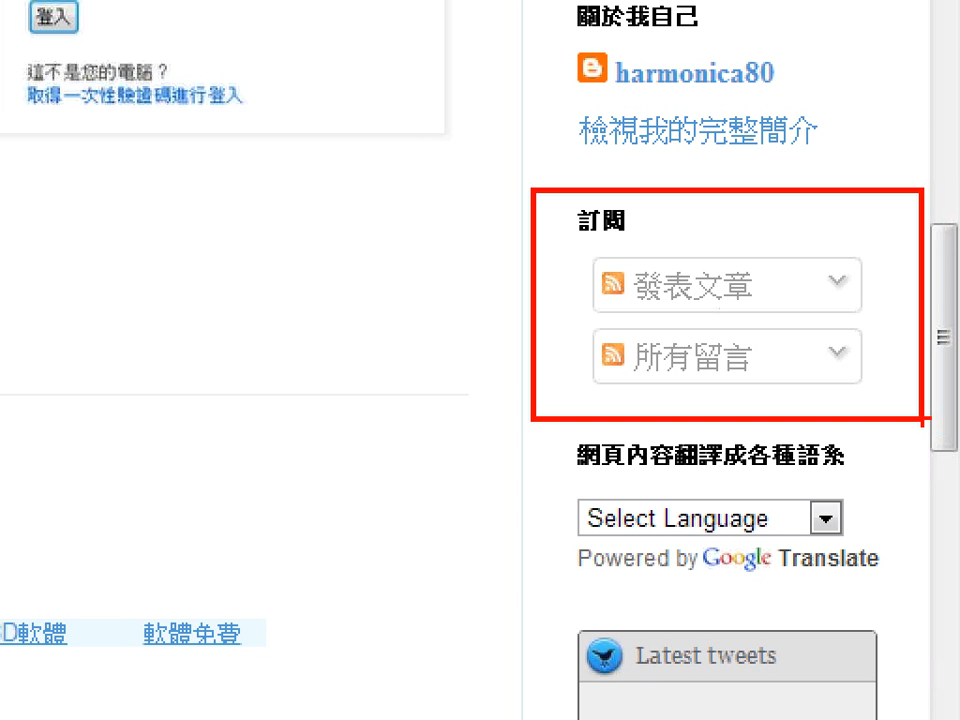 登入
這不是您的電腦？
取得一次性驗證碼進行登入
D軟體
軟體免費
關於我自己
harmonica80
檢視我的完整簡介
訂閱
發表文章
所有留言
網頁內容翻譯成各種語系
Select Language
Powered by Google Translate
Latest tweets